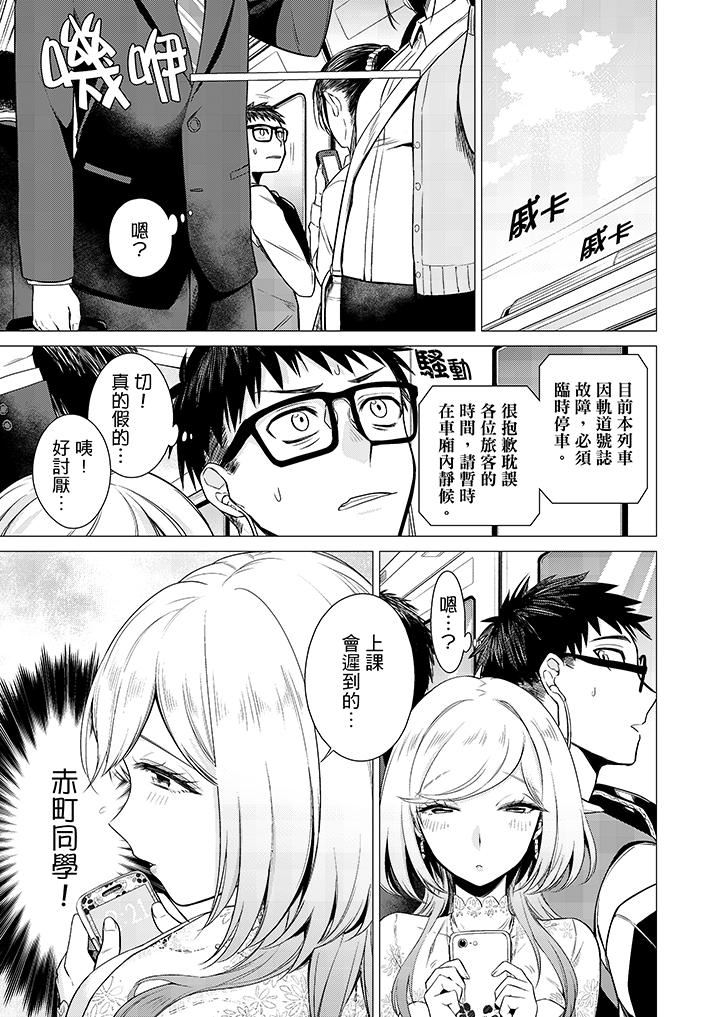 戚卡
戚卡
嘰咿
嗯？
目前本列車
因軌道號誌
故障，必須
臨時停車。
很抱歉耽誤
各位旅客的
時間，請暫時
在車廂內靜候。
騷動
切！
真的假的…
咦！
好討厭…
嗯…？
上課
會遲到的…
赤町同學！
:21